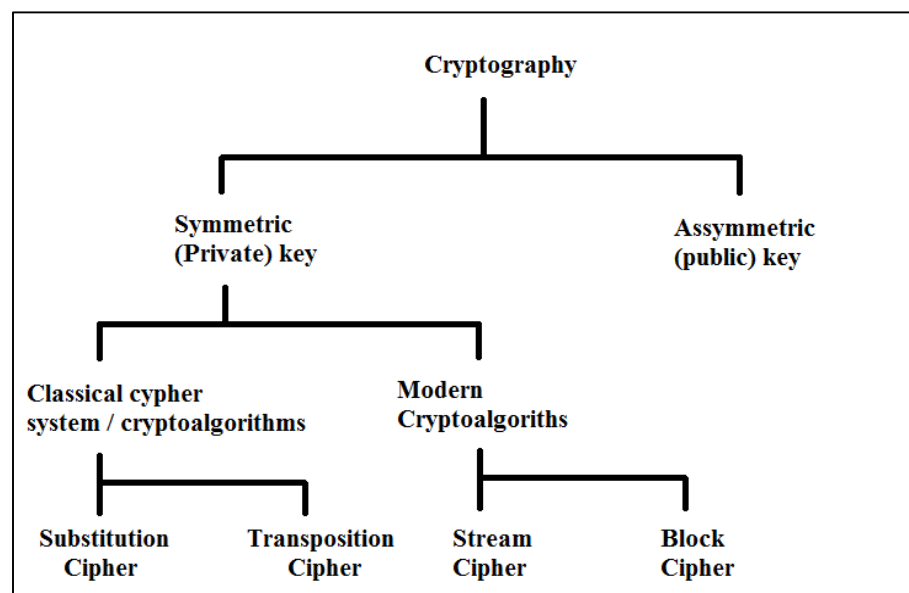 Cryptography
Symmetric
(Private) key
Assymmetric
(public) key
Classical cypher
system / cryptoalgorithms
Modern
Cryptoalgoriths
Substitution
Cipher
Transposition
Cipher
Stream
Cipher
Block
Cipher